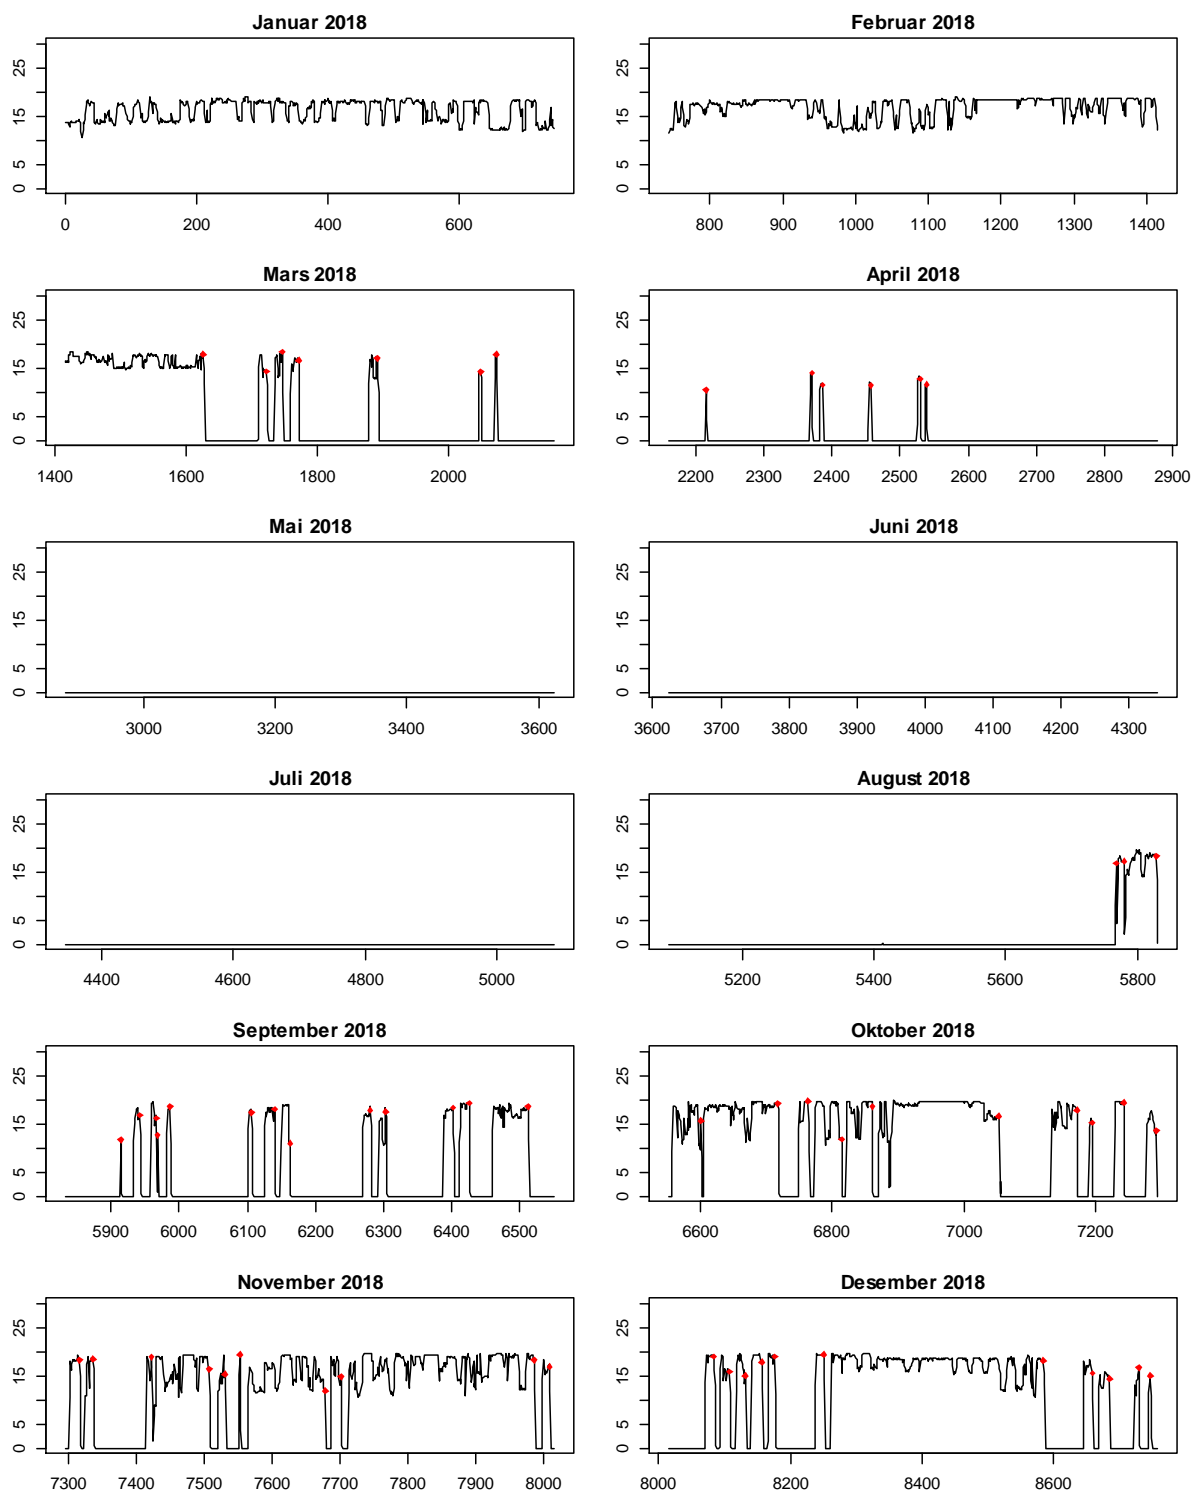 Januar 2018
25
15
5
0
0 200 400 600
Februar 2018
25
15
5
0
800 900 1000 1100 1200 1300 1400
Mars 2018
25
15
5
0
1400 1600 1800 2000
April 2018
25
15
5
0
2200 2300 2400 2500 2600 2700 2800 2900
Mai 2018
25
15
5
0
3000 3200 3400 3600
Juni 2018
25
15
5
0
3600 3700 3800 3900 4000 4100 4200 4300
Juli 2018
25
15
5
0
4400 4600 4800 5000
August 2018
25
15
5
0
5200 5400 5600 5800
September 2018
25
15
5
0
5900 6000 6100 6200 6300 6400 6500
Oktober 2018
25
15
5
0
6600 6800 7000 7200
November 2018
25
15
5
0
7300 7400 7500 7600 7700 7800 7900 8000
Desember 2018
25
15
5
0
8000 8200 8400 8600